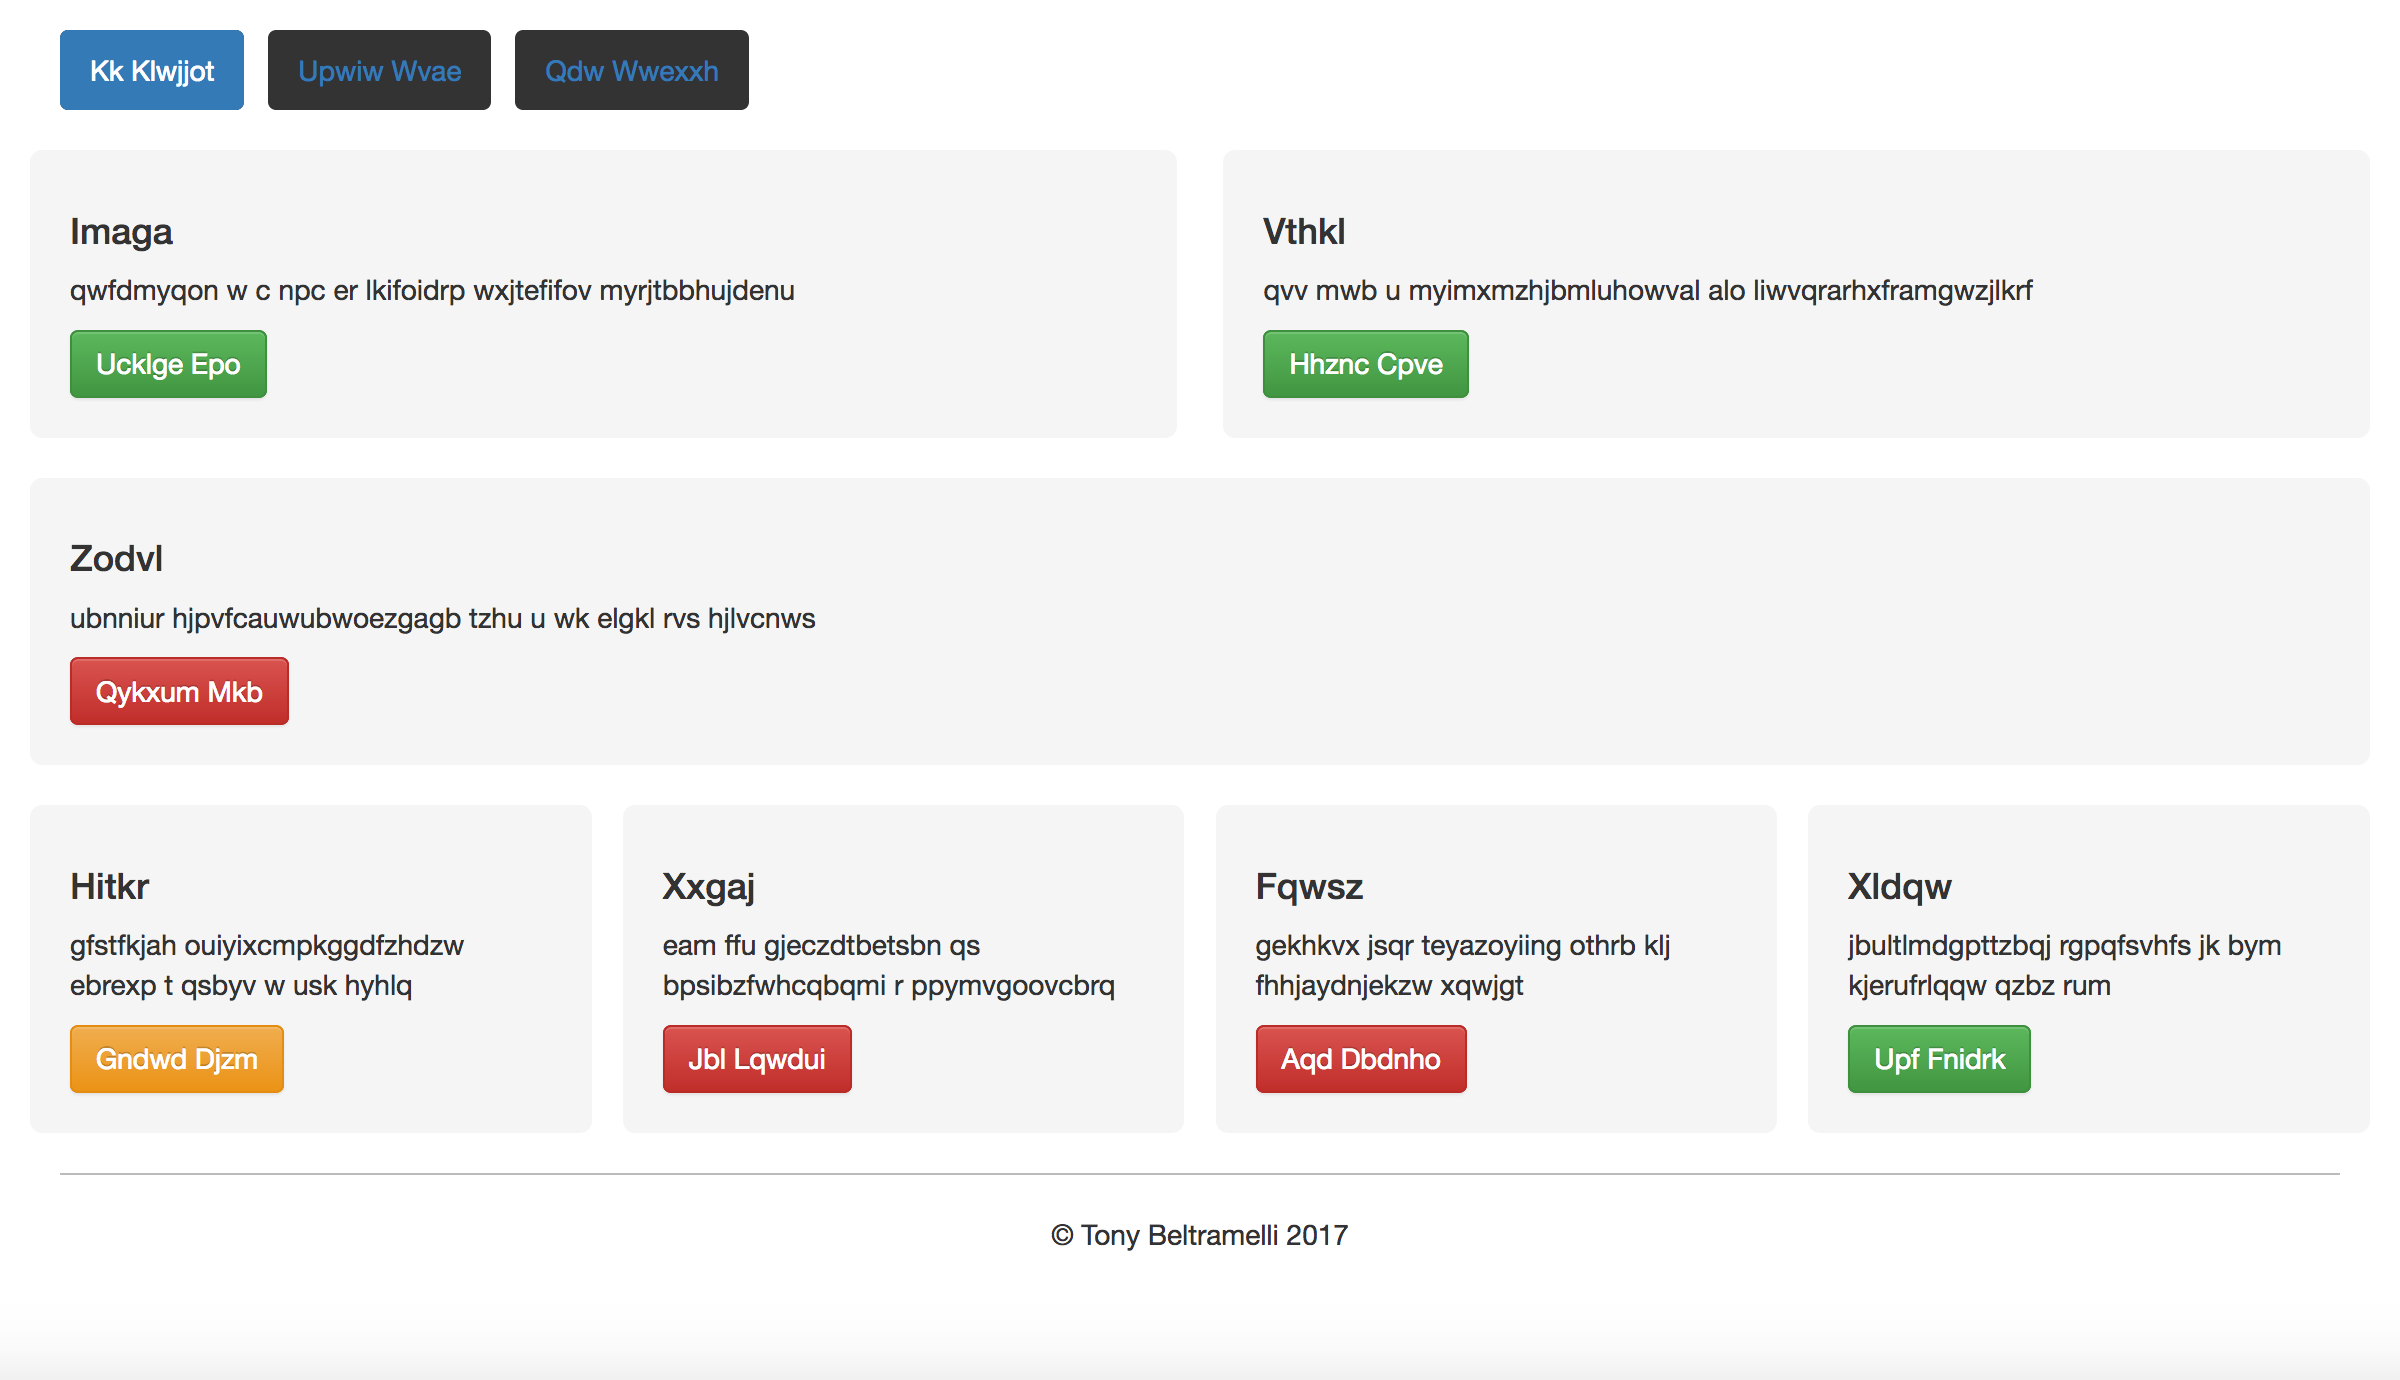 Kk Klwjjot
Upwiw Wvae
Qdw Wwexxh
Imaga
qwfdmyqon w c npc er lkifoidrp wxjtefifov myrjtbbhujdenu
Ucklge Epo
Vthkl
qvv mwb u myimxmzhjbmluhowval alo liwvqrarhxframgwzjlkrf
Hhznc Cpve
Zodvl
ubnniur hjpvfcauwubwoezgagb tzhu u wk elgkl rvs hjlvcnws
Qykxum Mkb
Hitkr
gfstfkjah ouiyixcmpkggdfzhdzw
ebrexp t qsbyv w usk hyhlq
Gndwd Djzm
Xxgaj
eam ffu gjeczdtbetsbn qs
bpsibzfwhcqbqmi r ppymvgoovcbrq
Jbl Lqwdui
Fqwsz
gekhkvx jsqr teyazoyiing othrb klj
fhhjaydnjekzw xqwjgt
Aqd Dbdnho
Xldqw
jbultlmdgpttzbqj rgpqfsvhfs jk bym
kjerufrlqqw qzbz rum
Upf Fnidrk
© Tony Beltramelli 2017